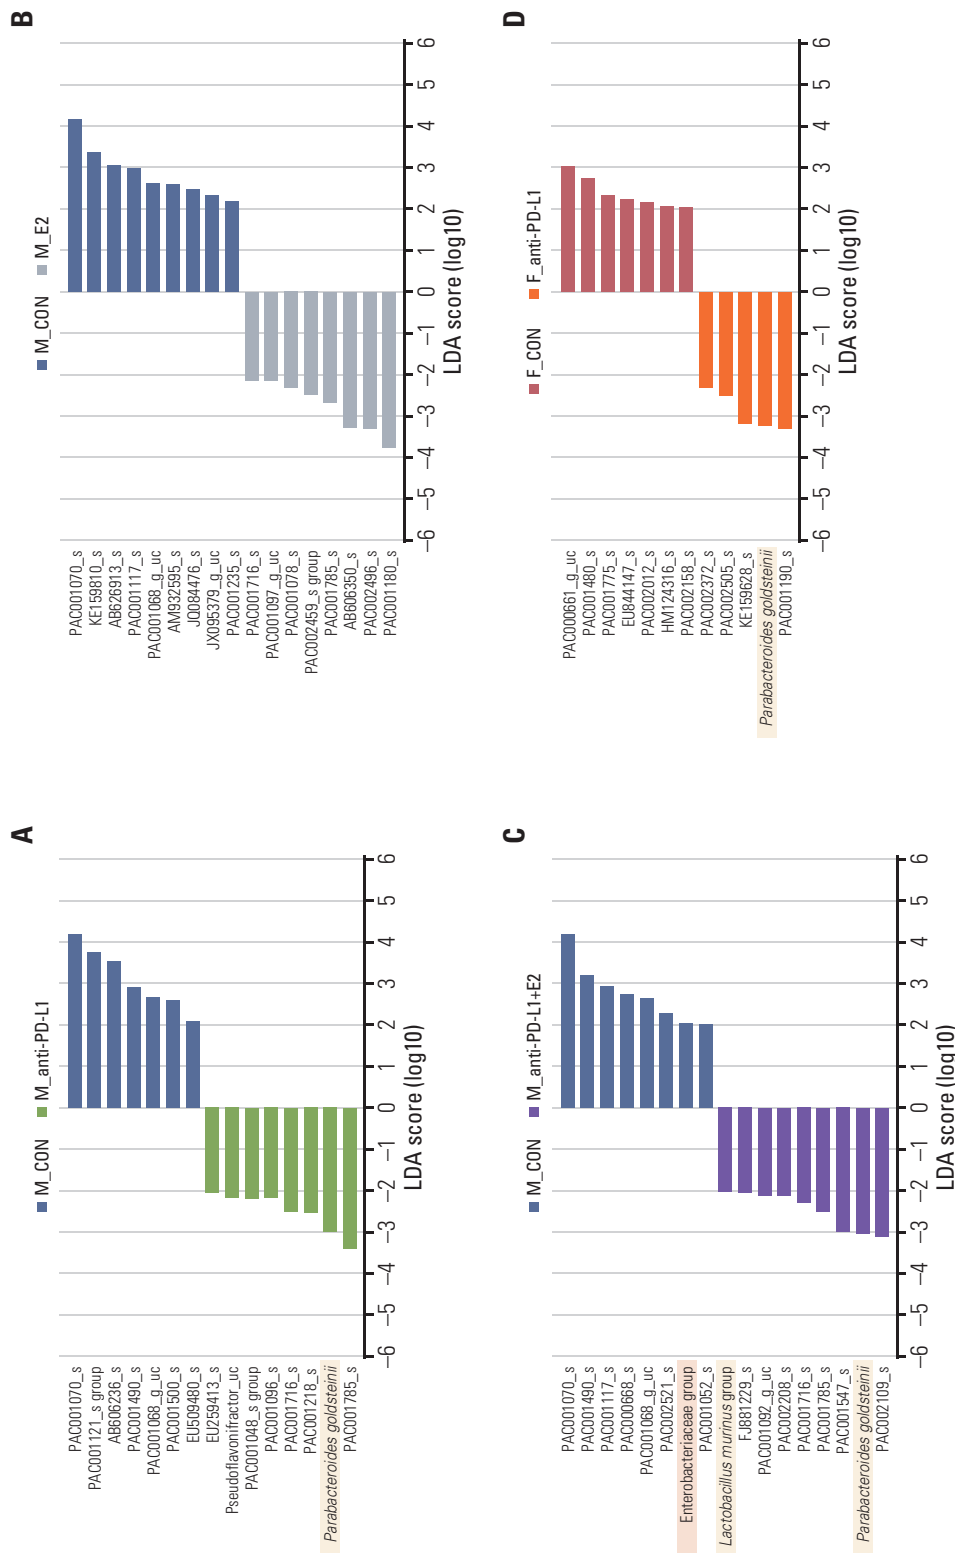 A
M_CON M_anti-PD-L1
PAC001070_s
PAC001121_s group
AB606236_s
PAC001490_s
PAC001068_g_uc
PAC001500_s
EU509480_s
EU259413_s
Pseudoflavonifractor_uc
PAC001048_s group
PAC001096_s
PAC001716_s
PAC001218_s
Parabacteroides goldsteinii
PAC001785_s
−6 −5 −4 −3 −2 −1 0 1 2 3 4 5 6
LDA score (log10)
B
M_CON M_E2
PAC001070_s
KE159810_s
AB626913_s
PAC001117_s
PAC001068_g_uc
AM932595_s
JQ084476_s
JX095379_g_uc
PAC001235_s
PAC001716_s
PAC001097_g_uc
PAC001078_s
PAC002459_s group
PAC001785_s
AB606350_s
PAC002496_s
PAC001180_s
−6 −5 −4 −3 −2 −1 0 1 2 3 4 5 6
LDA score (log10)
C
M_CON M_anti-PD-L1+E2
PAC001070_s
PAC001490_s
PAC001117_s
PAC000668_s
PAC001068_g_uc
PAC002521_s
Enterobacteriaceae group
PAC001052_s
Lactobacillus murinus group
FJ881229_s
PAC001092_g_uc
PAC002208_s
PAC001716_s
PAC001785_s
PAC001547_s
Parabacteroides goldsteinii
PAC002109_s
−6 −5 −4 −3 −2 −1 0 1 2 3 4 5 6
LDA score (log10)
D
F_CON F_anti-PD-L1
PAC000661_g_uc
PAC001480_s
PAC001775_s
EU844147_s
PAC002012_s
HM124316_s
PAC002158_s
PAC002372_s
PAC002505_s
KE159628_s
Parabacteroides goldsteinii
PAC001190_s
−6 −5 −4 −3 −2 −1 0 1 2 3 4 5 6
LDA score (log10)